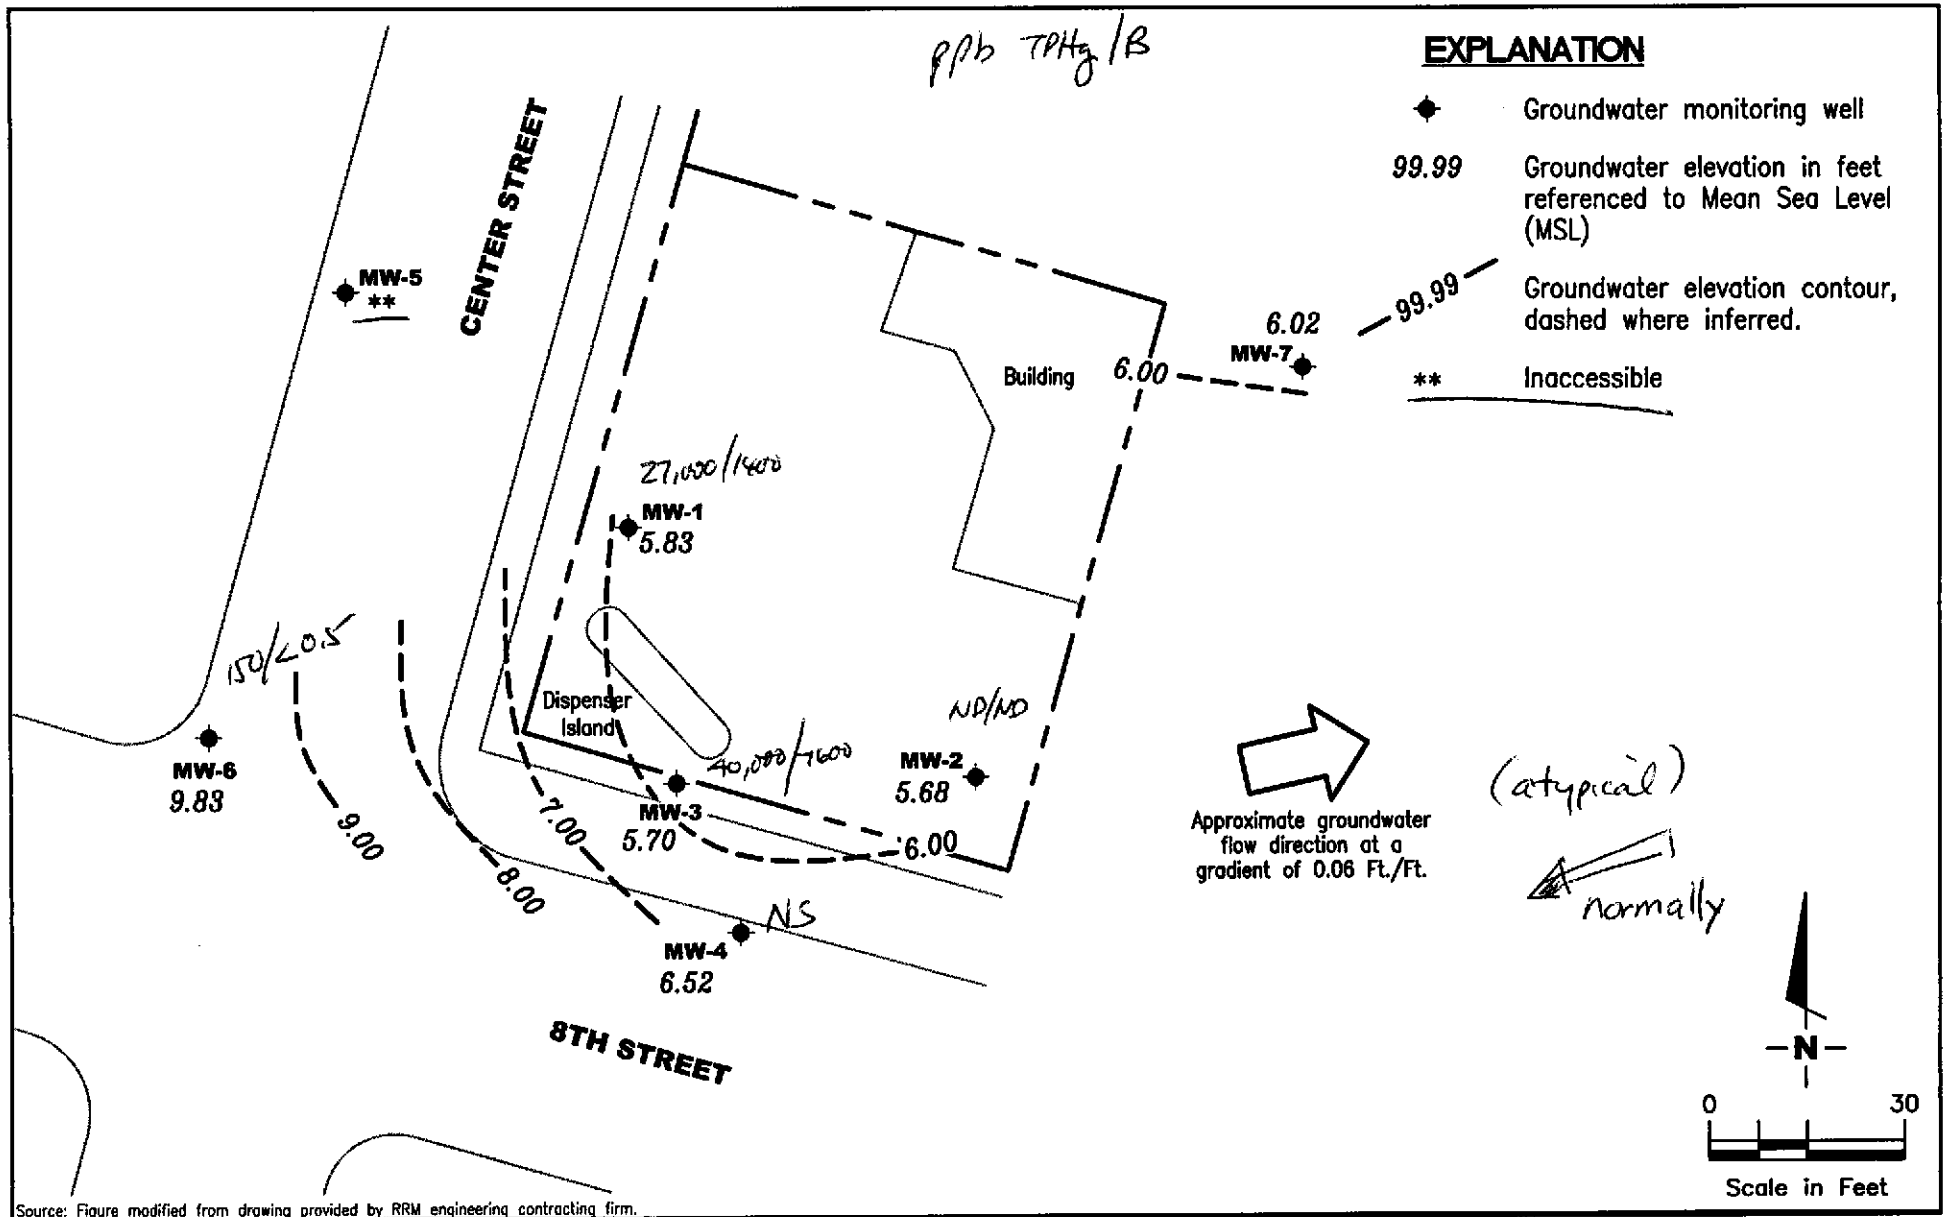 ppb TPHg/B
EXPLANATION
Groundwater monitoring well
99.99
Groundwater elevation in feet
referenced to Mean Sea Level
(MSL)
99.99
Groundwater elevation contour,
dashed where inferred.
** Inaccessible
CENTER STREET
MW-5
**
6.02
MW-7
Building
6.00
27,000/1400
MW-1
5.83
150/<0.5
Dispenser
Island
ND/ND
40,000/7600
MW-2
5.68
MW-6
9.83
MW-3
5.70
9.00
8.00
7.00
6.00
NS
MW-4
6.52
8TH STREET
Approximate groundwater
flow direction at a
gradient of 0.06 Ft./Ft.
(atypical)
normally
N
0 30
Scale in Feet
Source: Figure modified from drawing provided by RRM engineering contracting firm.